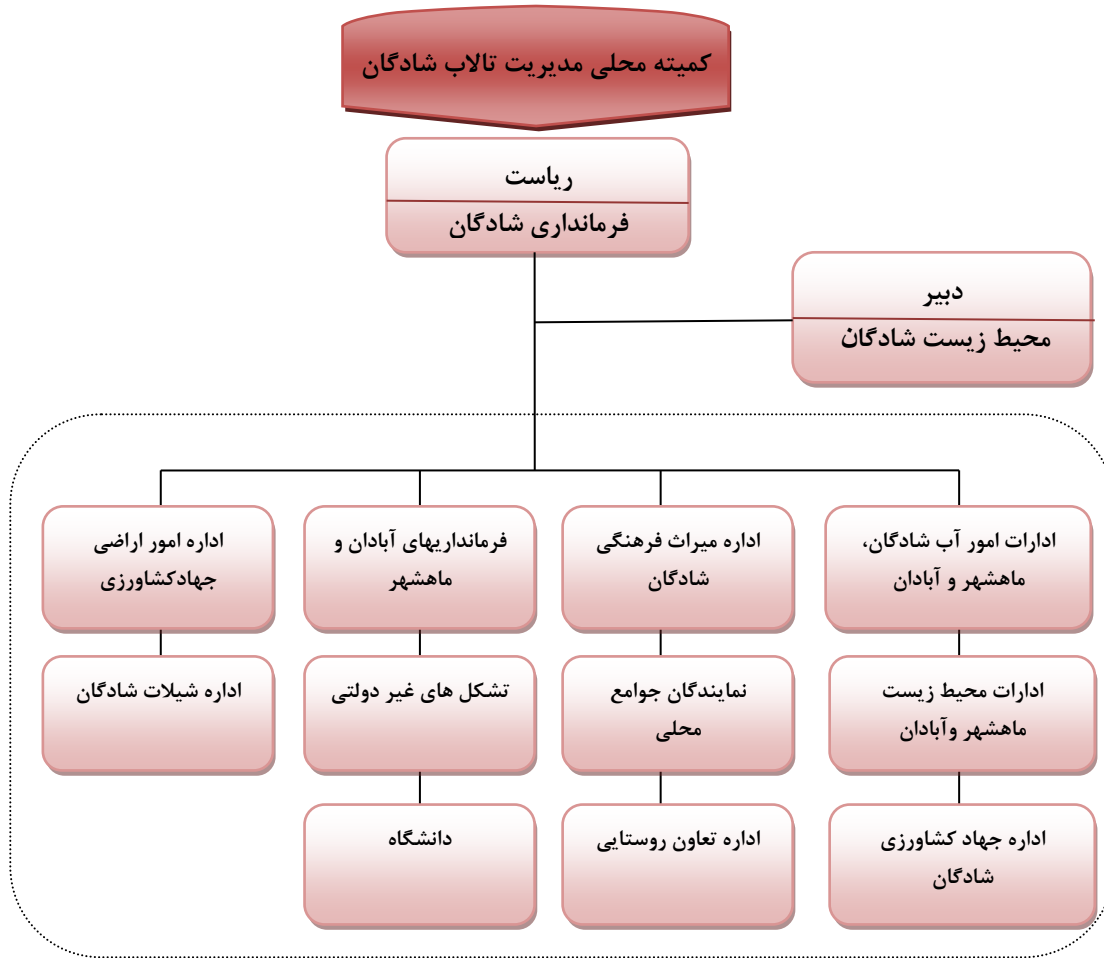 کمیته محلی مدیریت تالاب شادگان
ریاست
فرمانداری شادگان
دبیر
محیط زیست شادگان
ادارات امور آب شادگان،
ماهشهر و آبادان
اداره میراث فرهنگی
شادگان
فرمانداریهای آبادان و
ماهشهر
اداره امور اراضی
جهادکشاورزی
ادارات محیط زیست
ماهشهر وآبادان
نمایندگان جوامع
محلی
تشکل های غیر دولتی
اداره شیلات شادگان
اداره جهاد کشاورزی
شادگان
اداره تعاون روستایی
دانشگاه